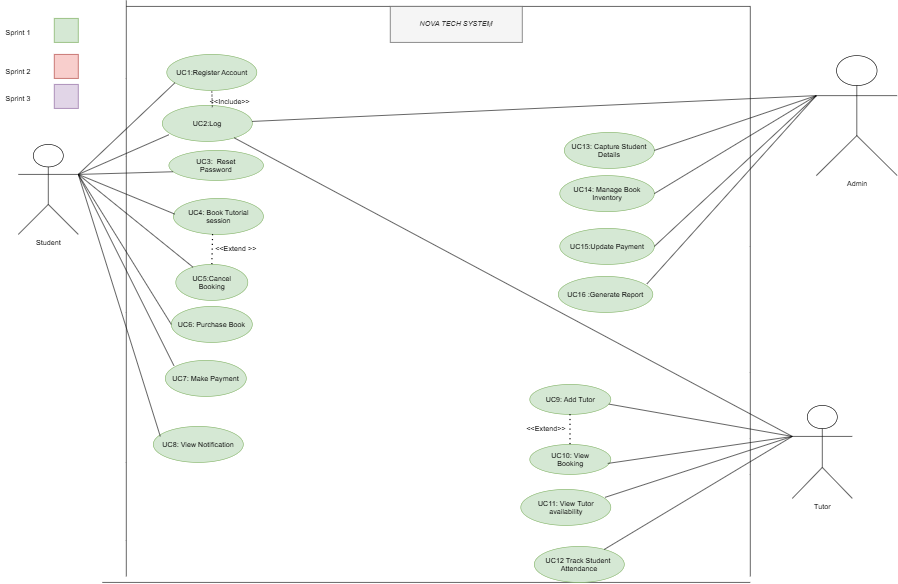 NOVA TECH SYSTEM
Sprint 1
Sprint 2
Sprint 3
UC1:Register Account
<<Include>>
UC2:Log
UC3: Reset
Password
UC4: Book Tutorial
session
<<Extend >>
UC5:Cancel
Booking
UC6: Purchase Book
UC7: Make Payment
UC8: View Notification
Student
UC13: Capture Student
Details
UC14: Manage Book
Inventory
UC15:Update Payment
UC16 :Generate Report
Admin
UC9: Add Tutor
<<Extend>>
UC10: View
Booking
UC11: View Tutor
availability
UC12 Track Student
Attendance
Tutor